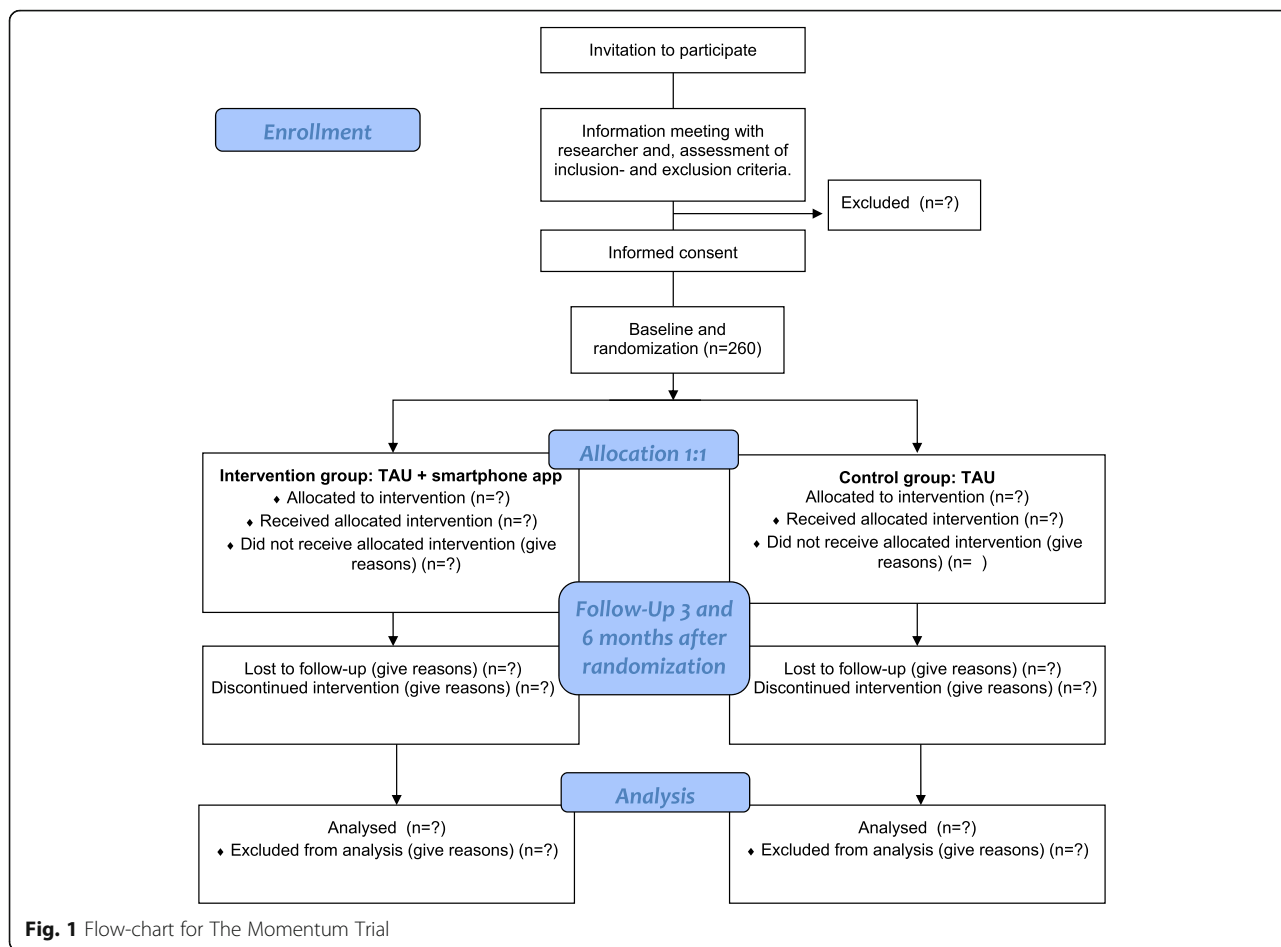 Invitation to participate
Enrollment
Information meeting with
researcher and, assessment of
inclusion- and exclusion criteria.
Excluded (n=?)
Informed consent
Baseline and
randomization (n=260)
Allocation 1:1
Intervention group: TAU + smartphone app
♦ Allocated to intervention (n=?)
♦ Received allocated intervention (n=?)
♦ Did not receive allocated intervention (give
reasons) (n=?)
Control group: TAU
Allocated to intervention (n=?)
♦ Received allocated intervention (n=?)
♦ Did not receive allocated intervention (give
reasons) (n= )
Follow-Up 3 and
6 months after
randomization
Lost to follow-up (give reasons) (n=?)
Discontinued intervention (give reasons) (n=?)
Lost to follow-up (give reasons) (n=?)
Discontinued intervention (give reasons) (n=?)
Analysis
Analysed (n=?)
♦ Excluded from analysis (give reasons) (n=?)
Analysed (n=?)
♦ Excluded from analysis (give reasons) (n=?)
Fig. 1 Flow-chart for The Momentum Trial